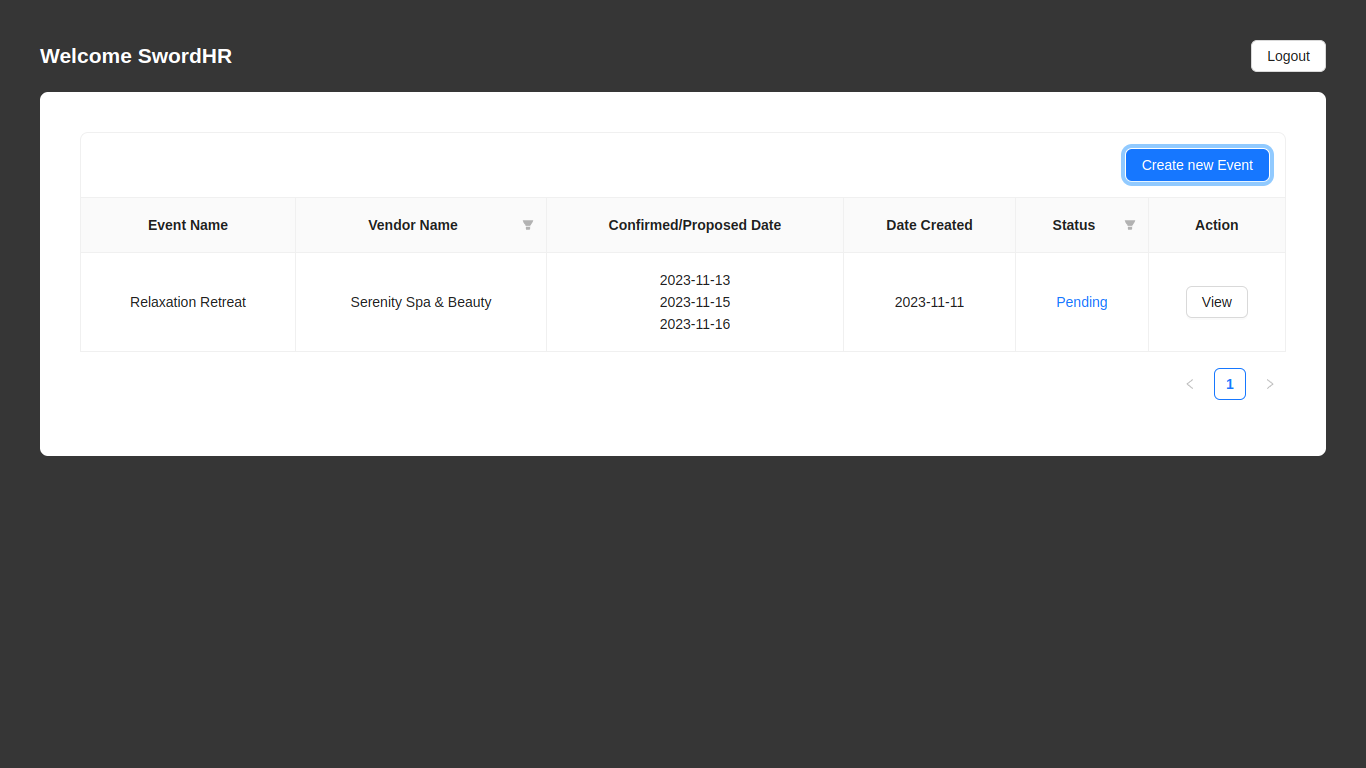 Welcome SwordHR
Logout
Create new Event
Event Name
Vendor Name
Confirmed/Proposed Date
Date Created
Status
Action
Relaxation Retreat
Serenity Spa & Beauty
2023-11-13
2023-11-15
2023-11-16
2023-11-11
Pending
View
1